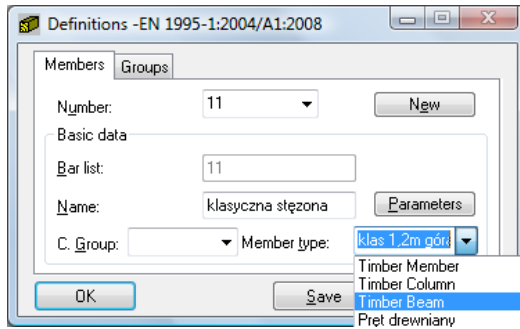 Definitions -EN 1995-1:2004/A1:2008
Members Groups
Number: 11 New
Basic data
Bar list: 11
Name: klasyczna stężona Parameters
C. Group: Member type: klas 1,2m góra
Timber Member
Timber Column
Timber Beam
Pręt drewniany
OK Save